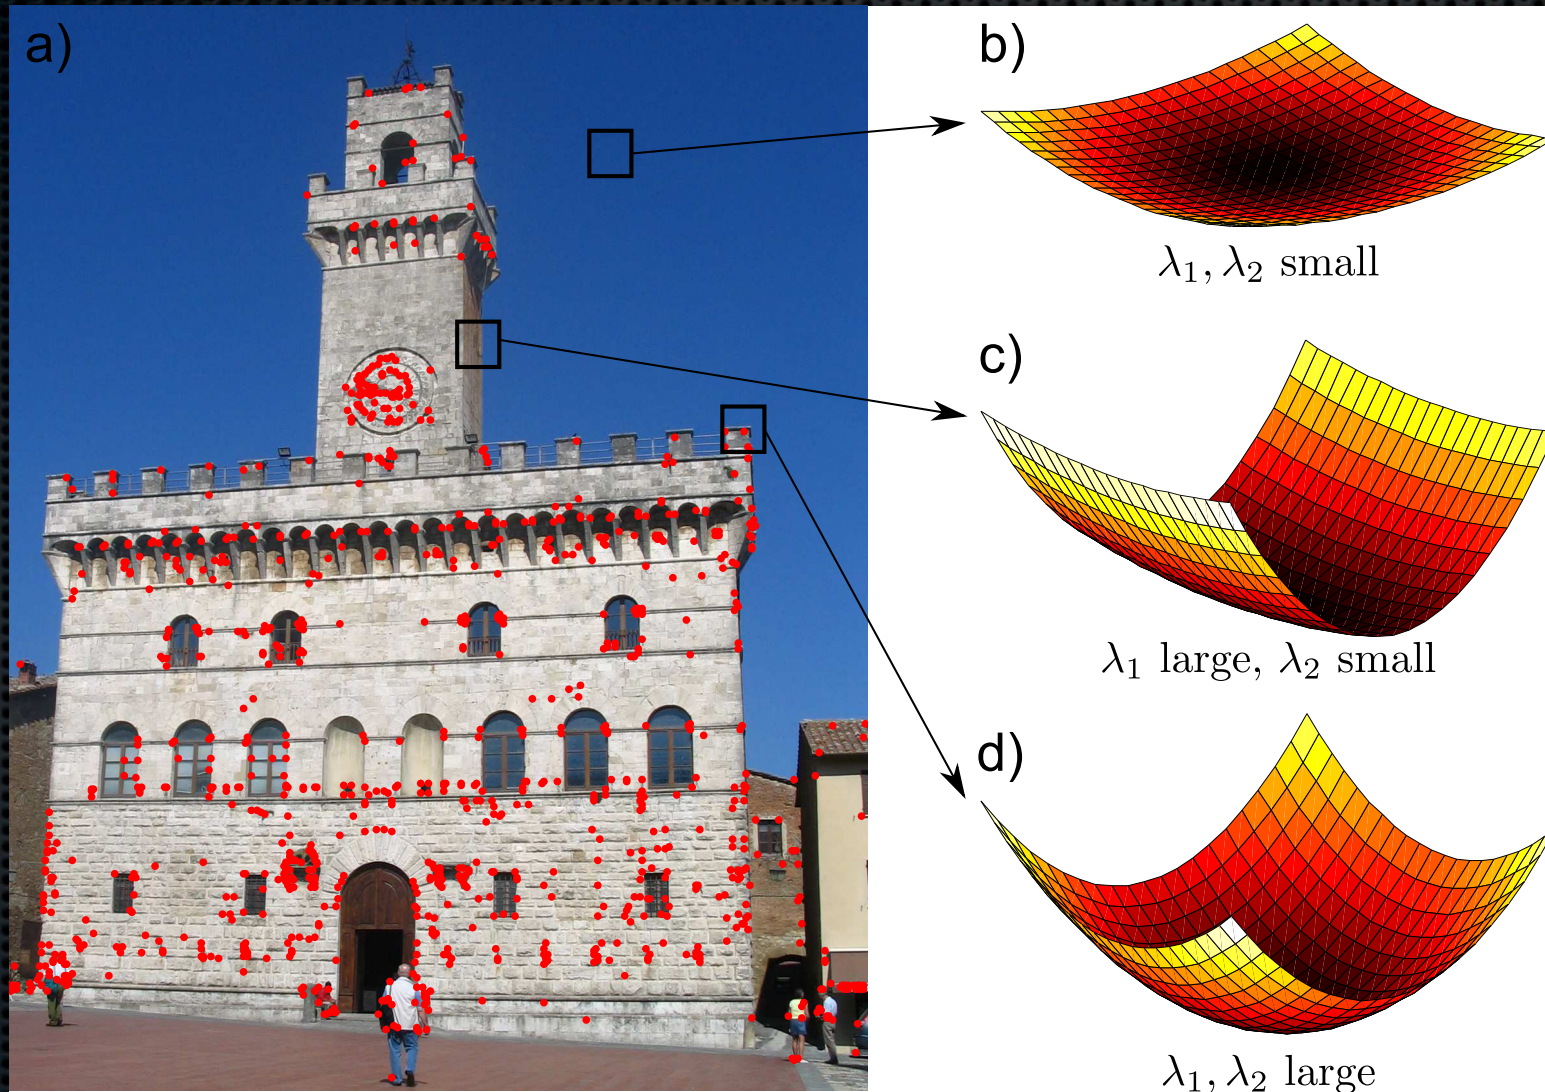 a)
b)
λ₁, λ₂ small
c)
λ₁ large, λ₂ small
d)
λ₁, λ₂ large